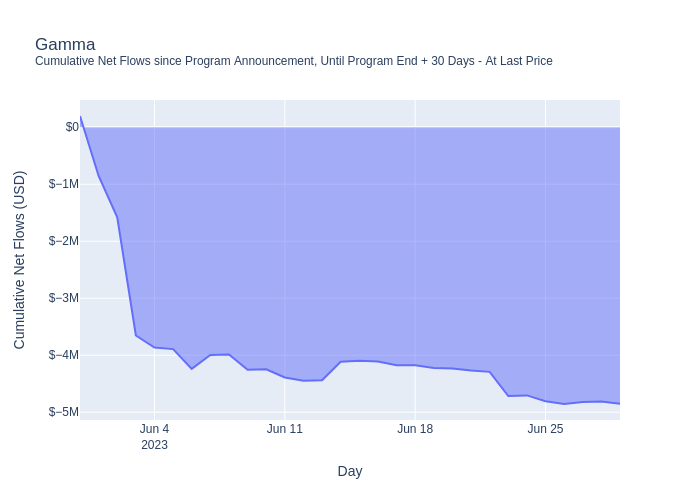 Gamma
Cumulative Net Flows since Program Announcement, Until Program End + 30 Days - At Last Price
Cumulative Net Flows (USD)
$0
$−1M
$−2M
$−3M
$−4M
$−5M
Jun 4
2023
Jun 11
Jun 18
Jun 25
Day